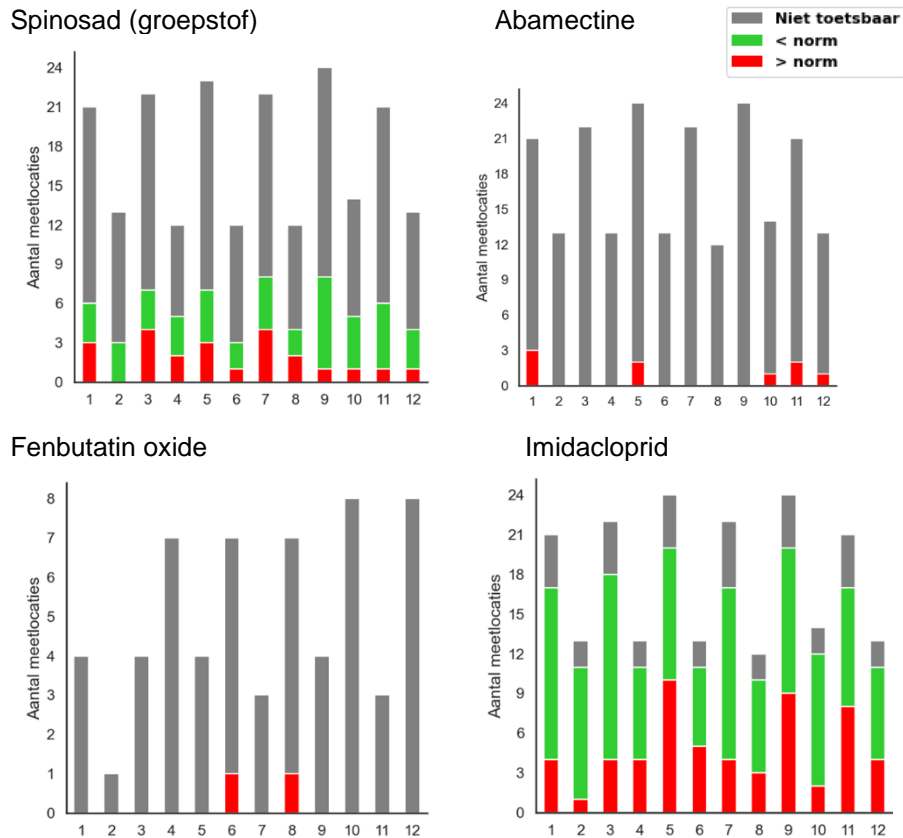 Spinosad (groepstof)
Abamectine
Niet toetsbaar
< norm
> norm
Aantal meetlocaties
24
21
18
15
12
9
6
3
0
1 2 3 4 5 6 7 8 9 10 11 12
Aantal meetlocaties
24
21
18
15
12
9
6
3
0
1 2 3 4 5 6 7 8 9 10 11 12
Fenbutatin oxide
Imidacloprid
Aantal meetlocaties
8
7
6
5
4
3
2
1
0
1 2 3 4 5 6 7 8 9 10 11 12
Aantal meetlocaties
24
21
18
15
12
9
6
3
0
1 2 3 4 5 6 7 8 9 10 11 12